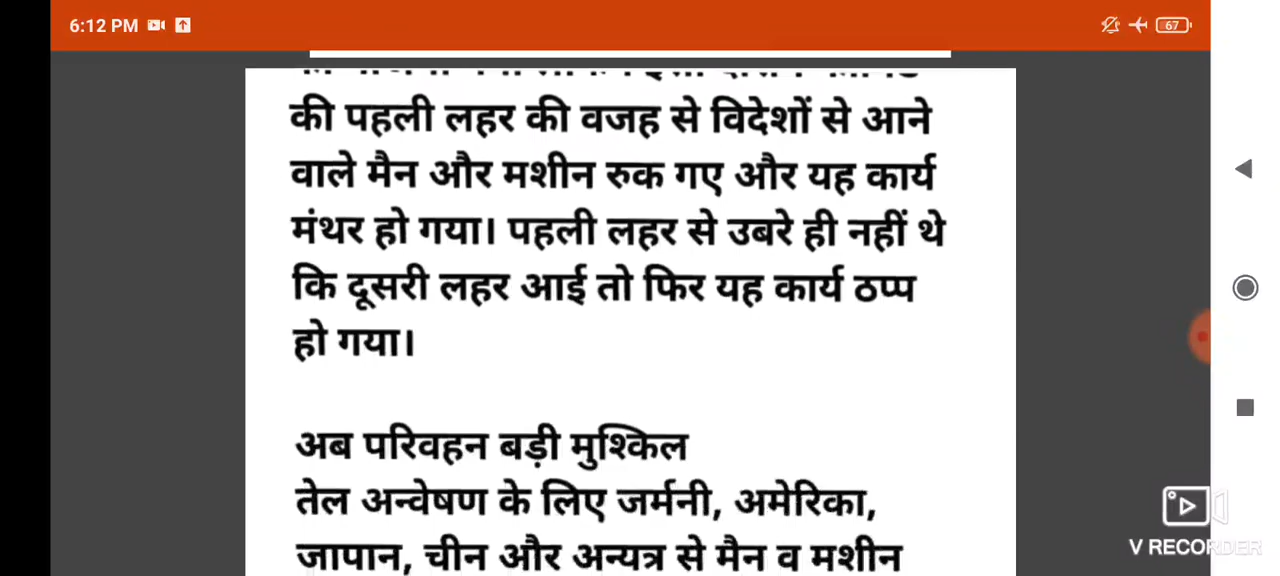 6:12 PM
67
की पहली लहर की वजह से विदेशों से आने
वाले मैन और मशीन रुक गए और यह कार्य
मंथर हो गया। पहली लहर से उबरे ही नहीं थे
कि दूसरी लहर आई तो फिर यह कार्य ठप्प
हो गया।
अब परिवहन बड़ी मुश्किल
तेल अन्वेषण के लिए जर्मनी, अमेरिका,
जापान, चीन और अन्यत्र से मैन व मशीन
V RECORDER